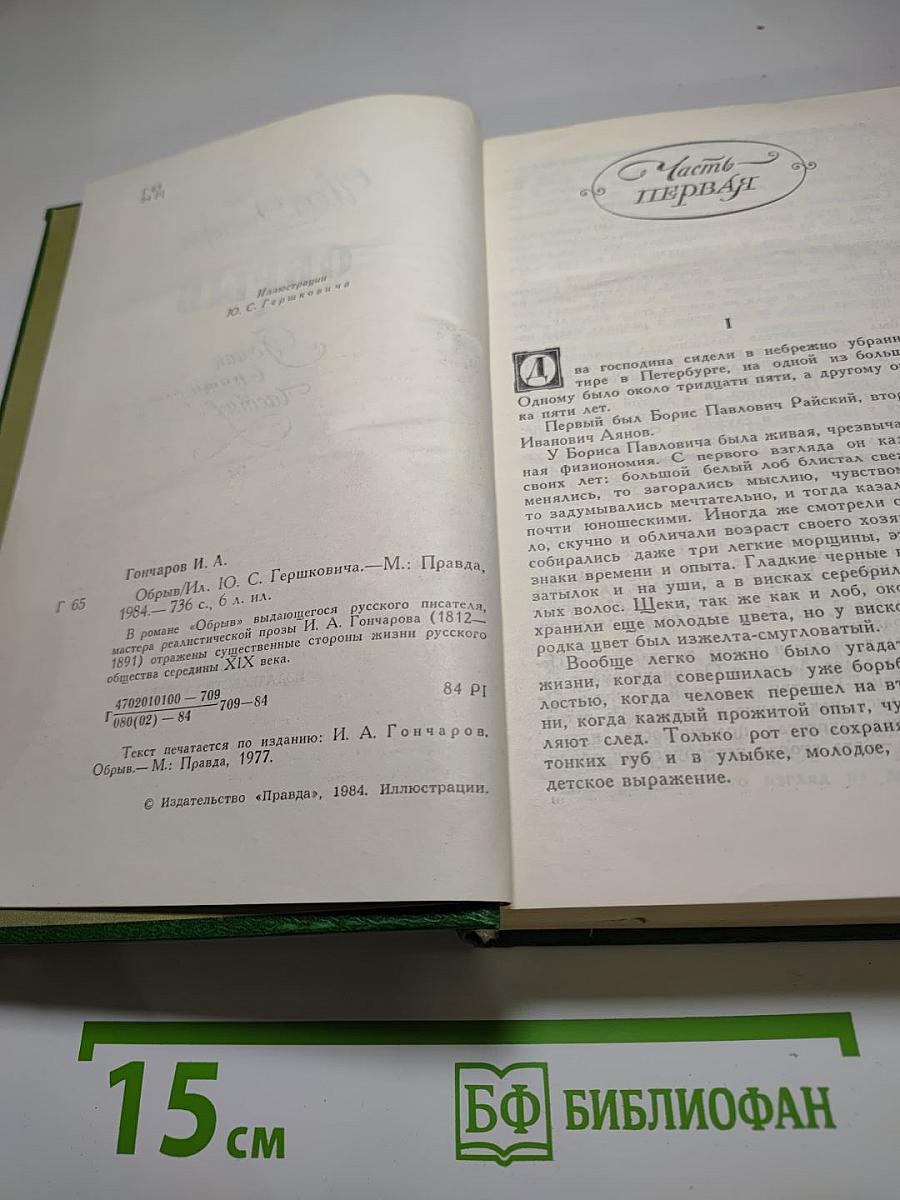 Иллюстрации
Ю. С. Гершковича
Гончаров И. А.
Г 65
Обрыв/Ил. Ю. С. Гершковича.—М.: Правда,
1984.— 736 с., 6 л. ил.
В романе «Обрыв» выдающегося русского писателя,
мастера реалистической прозы И. А. Гончарова (1812—
1891) отражены существенные стороны жизни русского
общества середины XIX века.
4702010100 — 709
Г
080(02) — 84
709—84
84 PI
Текст печатается по изданию: И. А. Гончаров.
Обрыв.— М.: Правда, 1977.
© Издательство «Правда», 1984. Иллюстрации.
Часть
ПЕРВАЯ
I
Два господина сидели в небрежно убранн
тире в Петербурге, на одной из больш
Одному было около тридцати пяти, а другому о
ка пяти лет.
Первый был Борис Павлович Райский, втор
Иванович Аянов.
У Бориса Павловича была живая, чрезвыча
ная физиономия. С первого взгляда он каз
своих лет: большой белый лоб блистал свеж
менялись, то загорались мыслию, чувством
то задумывались мечтательно, и тогда казал
почти юношескими. Иногда же смотрели с
ло, скучно и обличали возраст своего хозя
собирались даже три легкие морщины, эт
знаки времени и опыта. Гладкие черные
затылок и на уши, а в висках серебрил
лых волос. Щеки, так же как и лоб, око
хранили еще молодые цвета, но у виско
родка цвет был изжелта-смугловатый.
Вообще легко можно было угадат
жизни, когда совершилась уже борьб
лостью, когда человек перешел на вт
ни, когда каждый прожитой опыт, чу
ляют след. Только рот его сохраня
тонких губ и в улыбке, молодое,
детское выражение.
15 см
БФ БИБЛИОФАН